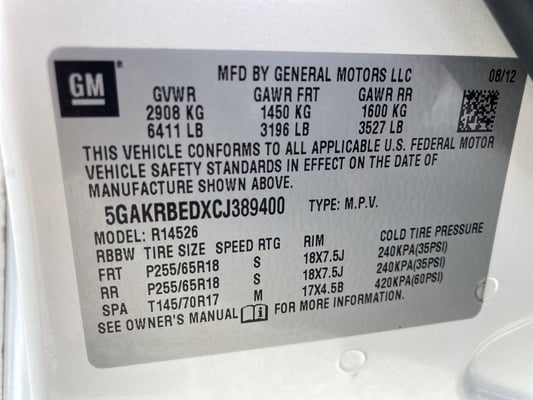 GM ®
MFD BY GENERAL MOTORS LLC 08/12
GVWR GAWR FRT GAWR RR
2908 KG 1450 KG 1600 KG
6411 LB 3196 LB 3527 LB
THIS VEHICLE CONFORMS TO ALL APPLICABLE U.S. FEDERAL MOTOR
VEHICLE SAFETY STANDARDS IN EFFECT ON THE DATE OF
MANUFACTURE SHOWN ABOVE.
5GAKRBEDXCJ389400 TYPE: M.P.V.
MODEL: R14526
RBBW TIRE SIZE SPEED RTG RIM COLD TIRE PRESSURE
FRT P255/65R18 S 18X7.5J 240KPA(35PSI)
RR P255/65R18 S 18X7.5J 240KPA(35PSI)
SPA T145/70R17 M 17X4.5B 420KPA(60PSI)
SEE OWNER'S MANUAL FOR MORE INFORMATION.